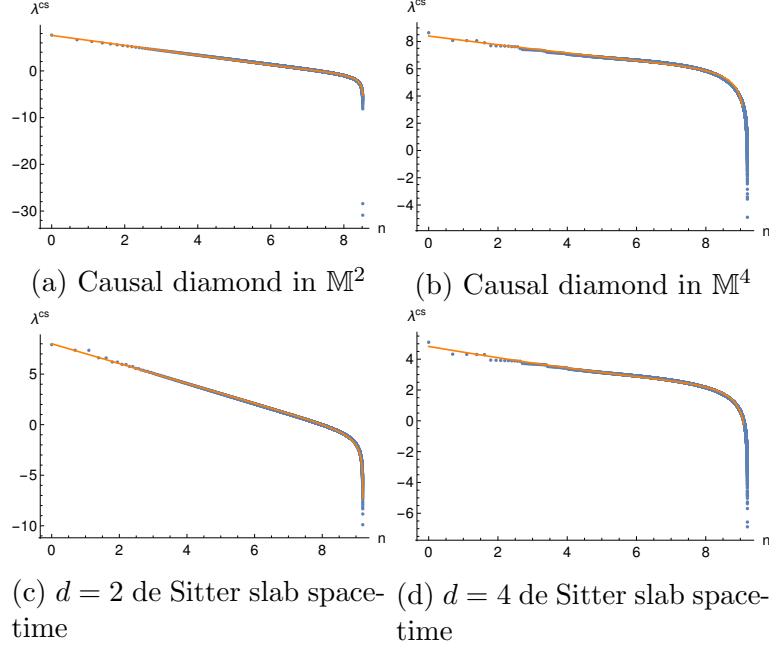 λ^cs
0
−10
−20
−30
0 2 4 6 8 n
(a) Causal diamond in 𝕄²
λ^cs
8
6
4
2
0
−2
−4
0 2 4 6 8 n
(b) Causal diamond in 𝕄⁴
λ^cs
5
0
−5
−10
0 2 4 6 8 n
(c) d = 2 de Sitter slab space-
time
λ^cs
4
2
0
−2
−4
−6
0 2 4 6 8 n
(d) d = 4 de Sitter slab space-
time